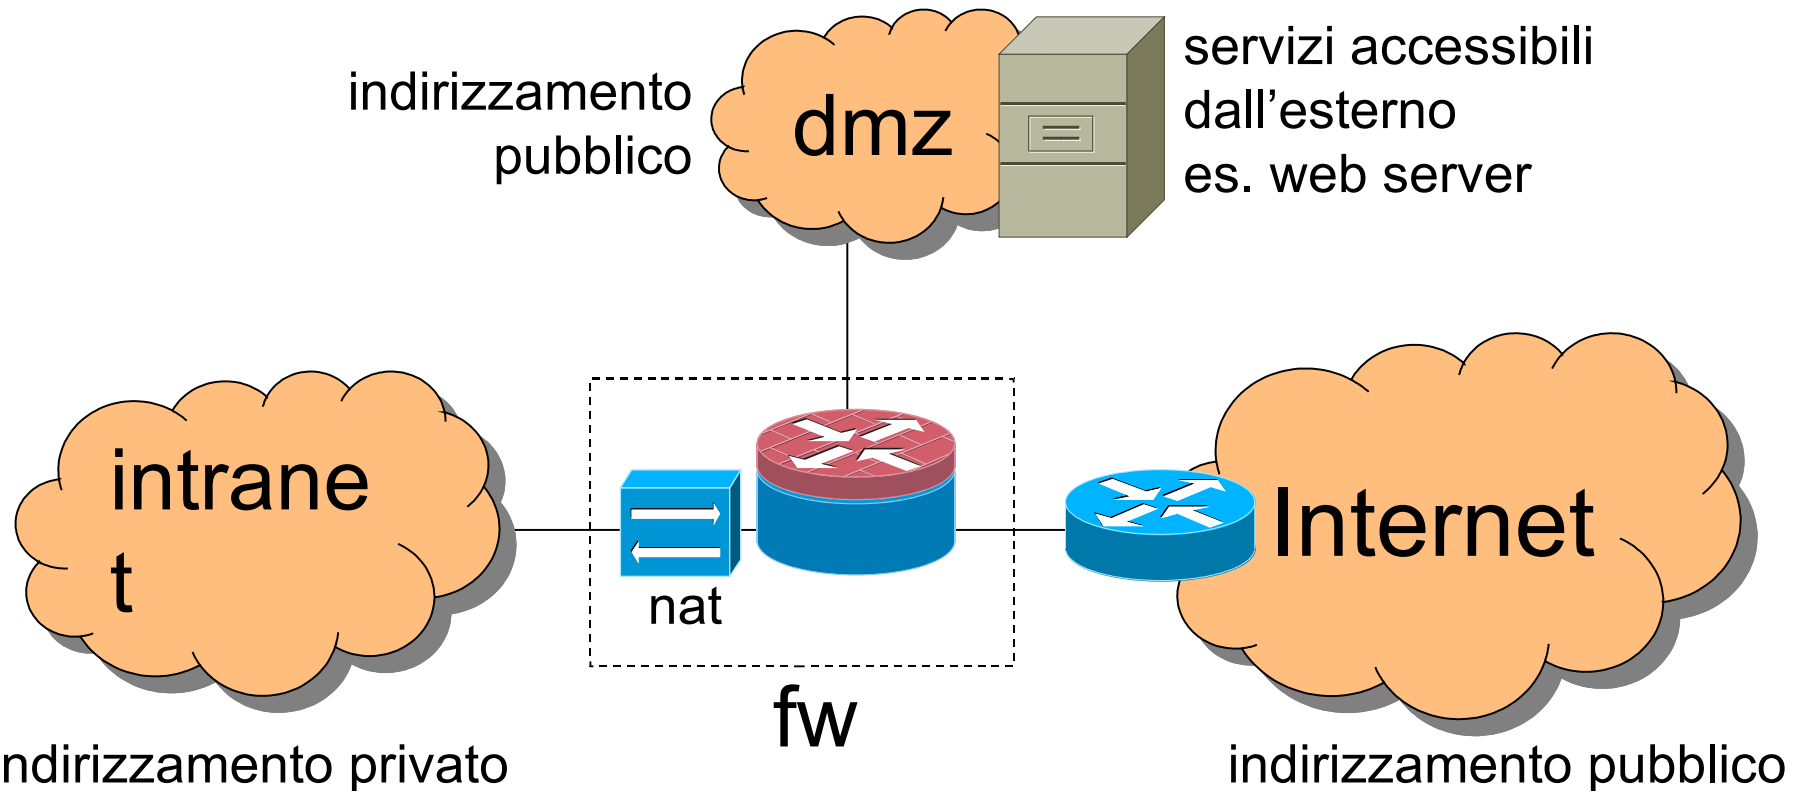 indirizzamento
pubblico
dmz
servizi accessibili
dall’esterno
es. web server
intrane
t
nat
fw
Internet
ndirizzamento privato
indirizzamento pubblico